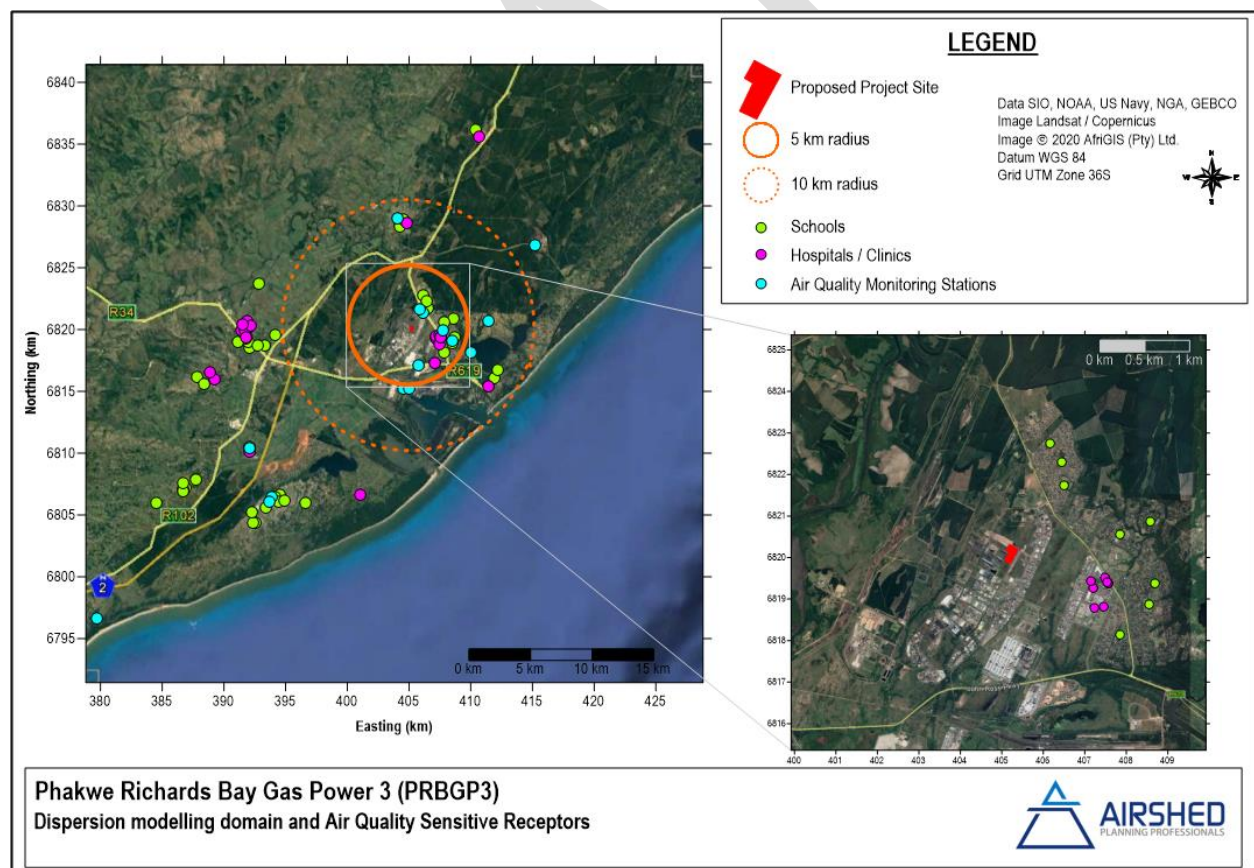 LEGEND
Proposed Project Site
5 km radius
10 km radius
Schools
Hospitals / Clinics
Air Quality Monitoring Stations
Data SIO, NOAA, US Navy, NGA, GEBCO
Image Landsat / Copernicus
Image © 2020 AfriGIS (Pty) Ltd.
Datum WGS 84
Grid UTM Zone 36S
N
W E
S
Northing (km)
6840
6835
6830
6825
6820
6815
6810
6805
6800
6795
R34
R619
R102
N
2
0 km 5 km 10 km 15 km
380 385 390 395 400 405 410 415 420 425
Easting (km)
0 km 0.5 km 1 km
6825
6824
6823
6822
6821
6820
6819
6818
6817
6816
400 401 402 403 404 405 406 407 408 409
Phakwe Richards Bay Gas Power 3 (PRBGP3)
Dispersion modelling domain and Air Quality Sensitive Receptors
AIRSHED
PLANNING PROFESSIONALS